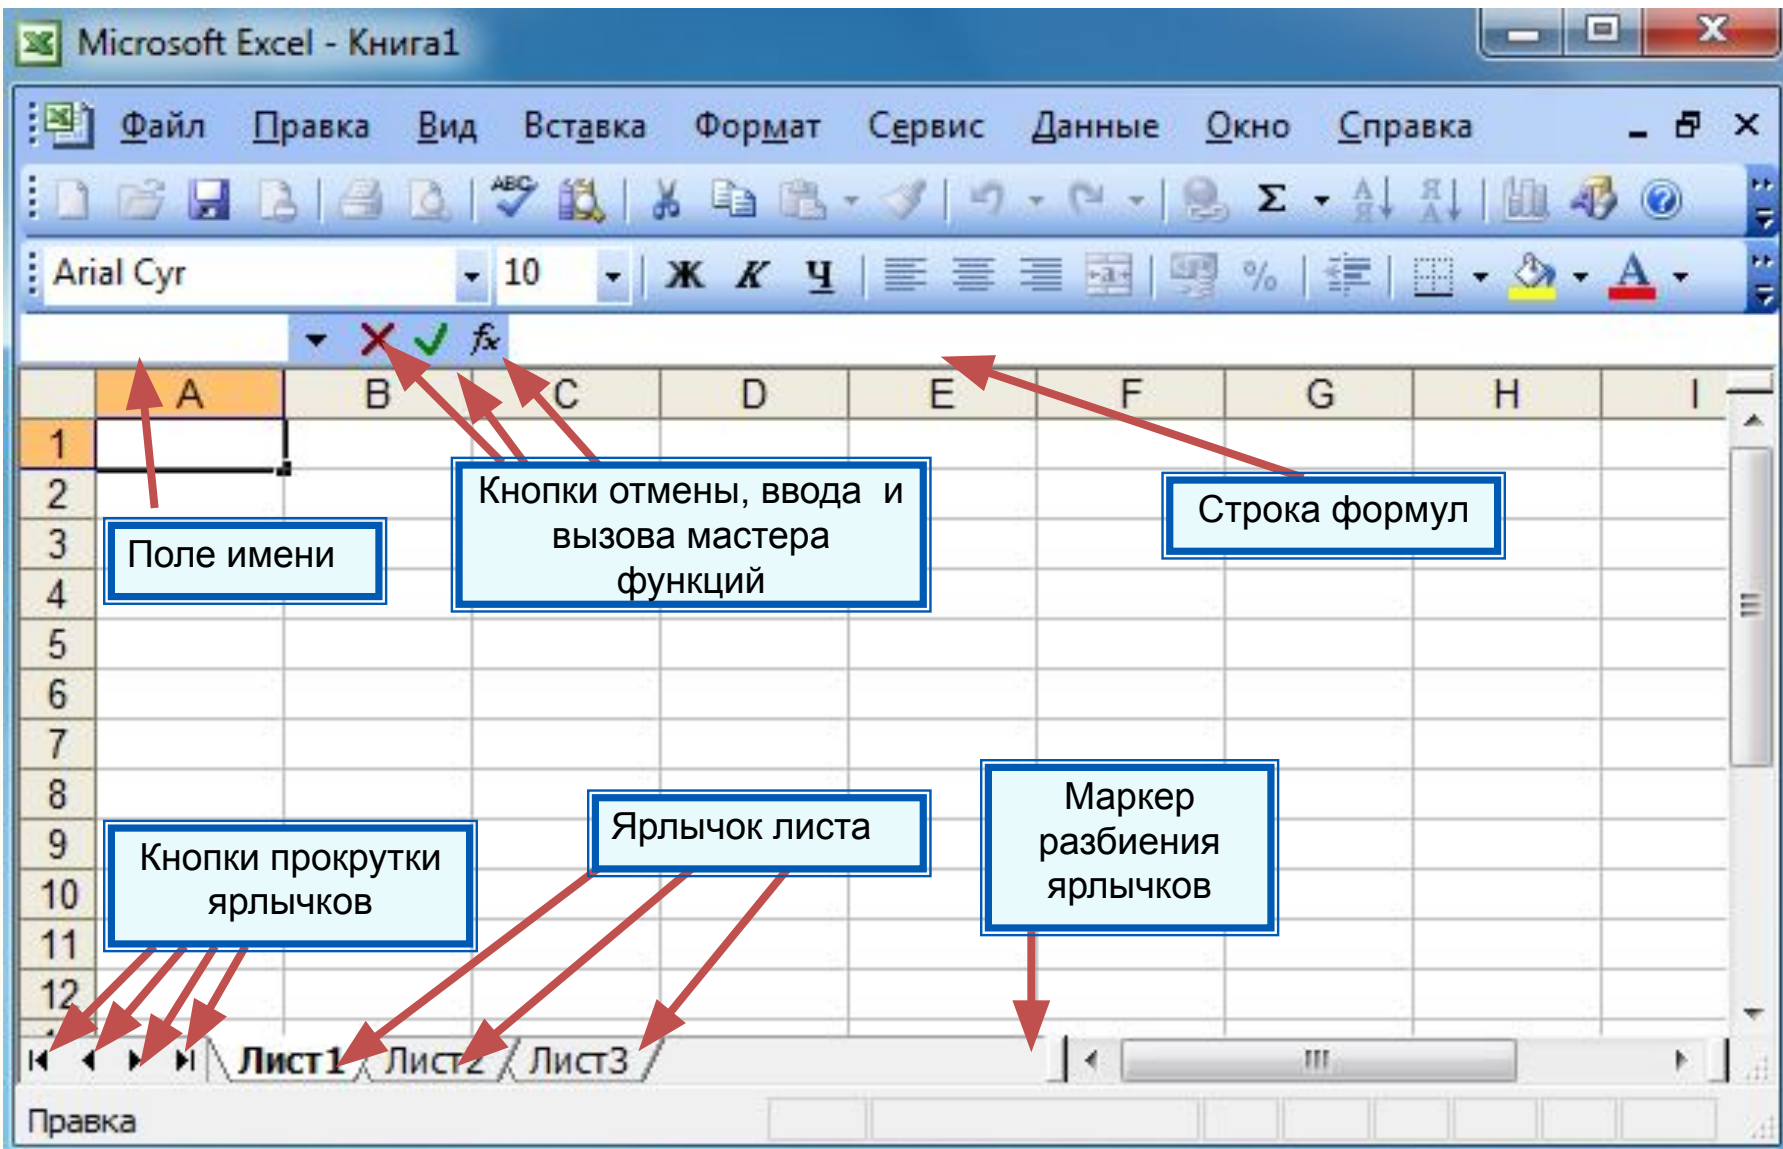 Microsoft Excel - Книга1
Файл Правка Вид Вставка Формат Сервис Данные Окно Справка
ABC Σ А Я Я А
Arial Cyr 10 Ж К Ч a %
fx
A B C D E F G H I
1
2
3
4
5
6
7
8
9
10
11
12
Поле имени
Кнопки отмены, ввода и
вызова мастера
функций
Строка формул
Кнопки прокрутки
ярлычков
Ярлычок листа
Маркер
разбиения
ярлычков
Лист1 Лист2 Лист3
Правка